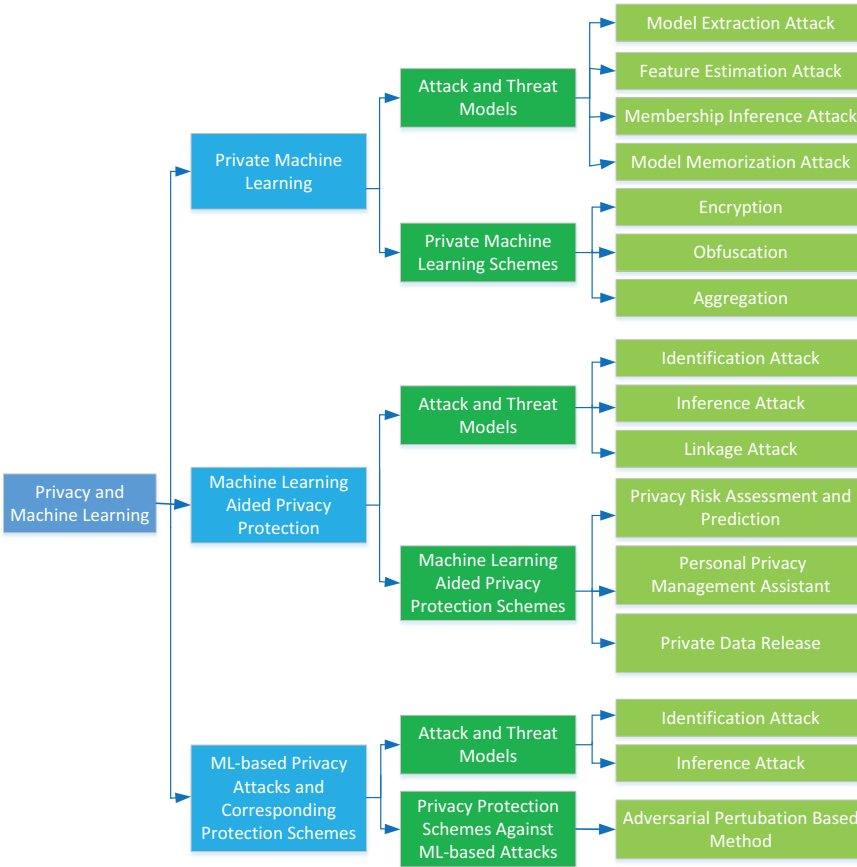 Privacy and
Machine Learning
Private Machine
Learning
Attack and Threat
Models
Model Extraction Attack
Feature Estimation Attack
Membership Inference Attack
Model Memorization Attack
Private Machine
Learning Schemes
Encryption
Obfuscation
Aggregation
Machine Learning
Aided Privacy
Protection
Attack and Threat
Models
Identification Attack
Inference Attack
Linkage Attack
Machine Learning
Aided Privacy
Protection Schemes
Privacy Risk Assessment and
Prediction
Personal Privacy
Management Assistant
Private Data Release
ML-based Privacy
Attacks and
Corresponding
Protection Schemes
Attack and Threat
Models
Identification Attack
Inference Attack
Privacy Protection
Schemes Against
ML-based Attacks
Adversarial Pertubation Based
Method